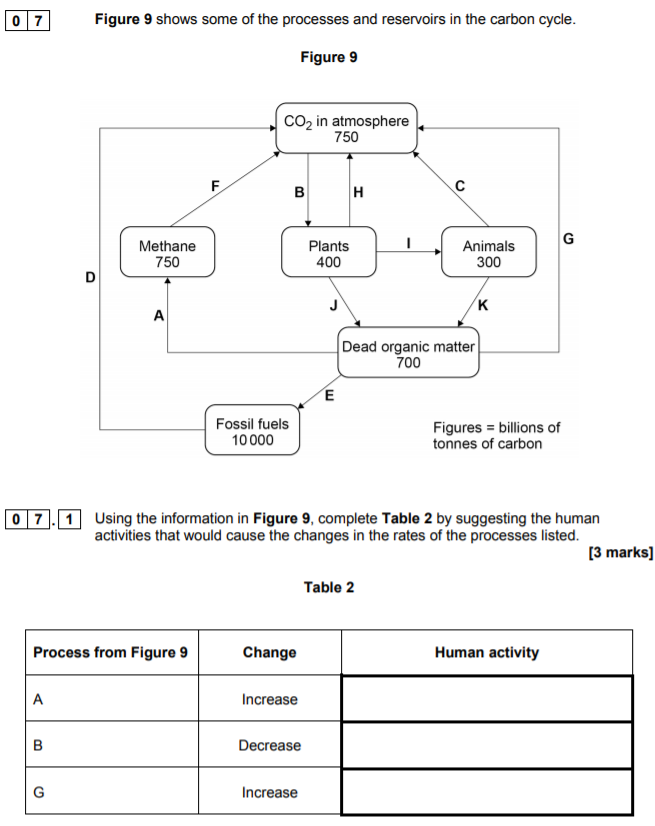 0 7 Figure 9 shows some of the processes and reservoirs in the carbon cycle.
Figure 9
CO₂ in atmosphere
750
F
B
H
C
Methane
750
Plants
400
I
Animals
300
G
D
A
J
K
Dead organic matter
700
E
Fossil fuels
10 000
Figures = billions of
tonnes of carbon
0 7 . 1 Using the information in Figure 9, complete Table 2 by suggesting the human
activities that would cause the changes in the rates of the processes listed.
[3 marks]
Table 2
Process from Figure 9 Change Human activity
A Increase
B Decrease
G Increase